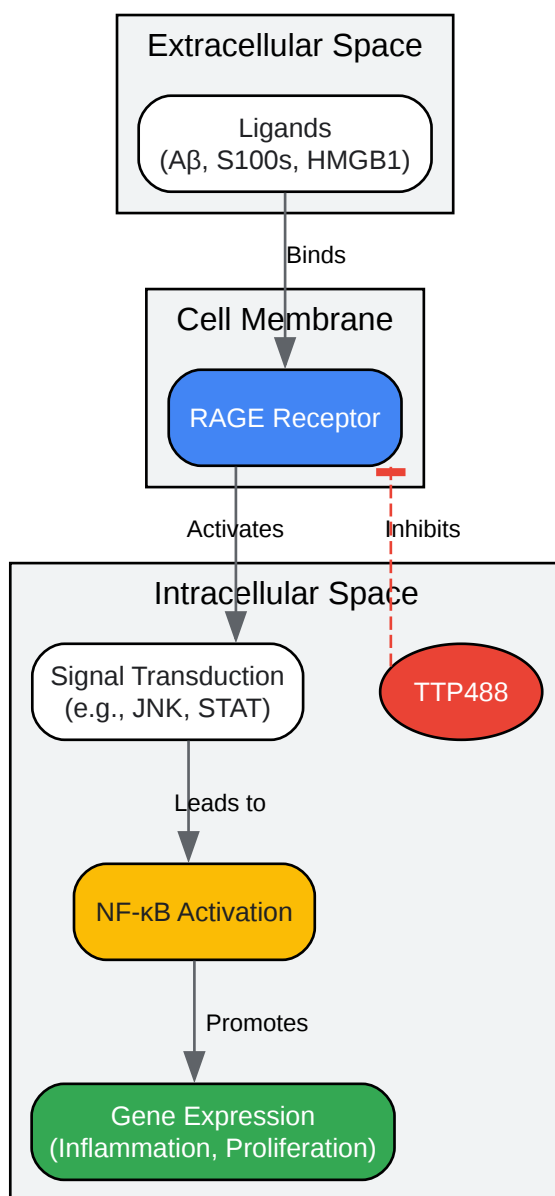 Extracellular Space
Ligands
(Aβ, S100s, HMGB1)
Binds
Cell Membrane
RAGE Receptor
Activates
Inhibits
Intracellular Space
Signal Transduction
(e.g., JNK, STAT)
TTP488
Leads to
NF-κB Activation
Promotes
Gene Expression
(Inflammation, Proliferation)